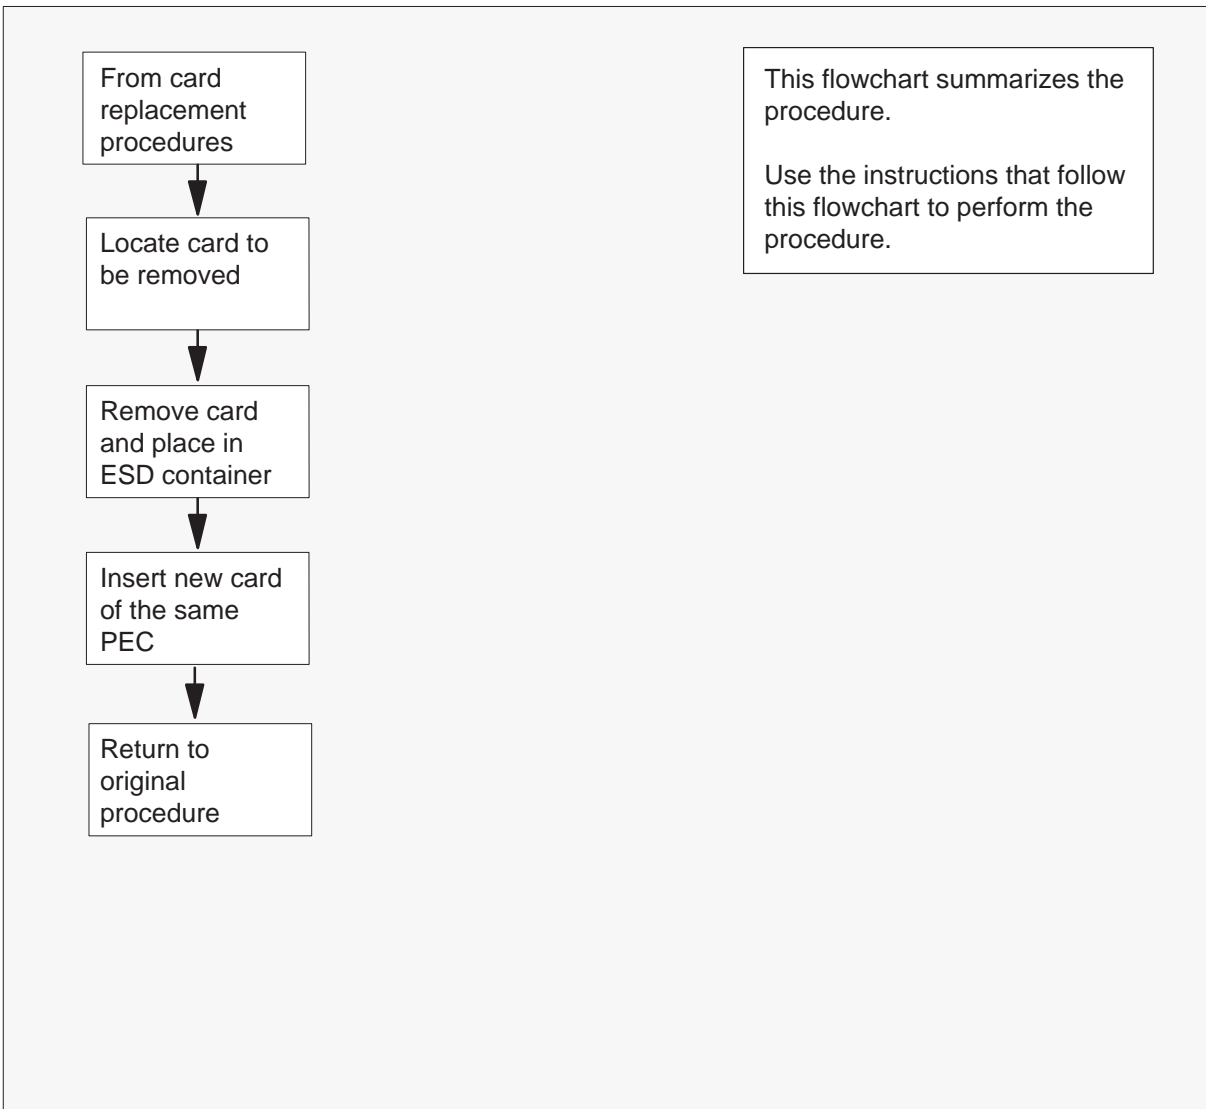 From card
replacement
procedures
Locate card to
be removed
Remove card
and place in
ESD container
Insert new card
of the same
PEC
Return to
original
procedure
This flowchart summarizes the
procedure.
Use the instructions that follow
this flowchart to perform the
procedure.